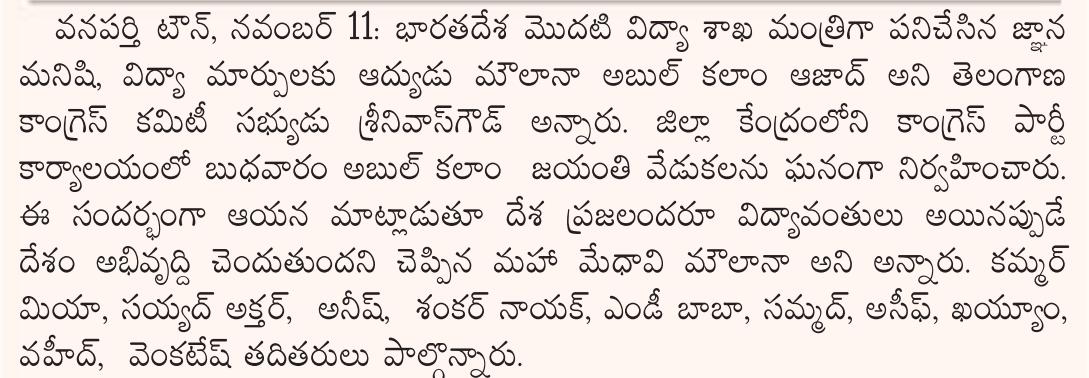 వనపర్తి టౌన్, నవంబర్ 11: భారతదేశ మొదటి విద్యా శాఖ మంత్రిగా పనిచేసిన జ్ఞాన
మనిషి, విద్యా మార్పులకు ఆద్యుడు మౌలానా అబుల్ కలాం ఆజాద్ అని తెలంగాణ
కాంగ్రెస్ కమిటీ సభ్యుడు శ్రీనివాస్‌గౌడ్ అన్నారు. జిల్లా కేంద్రంలోని కాంగ్రెస్ పార్టీ
కార్యాలయంలో బుధవారం అబుల్ కలాం జయంతి వేడుకలను ఘనంగా నిర్వహించారు.
ఈ సందర్భంగా ఆయన మాట్లాడుతూ దేశ ప్రజలందరూ విద్యావంతులు అయినప్పుడే
దేశం అభివృద్ది చెందుతుందని చెప్పిన మహా మేధావి మౌలానా అని అన్నారు. కమ్మర్
మియా, సయ్యద్ అక్తర్, అనీష్, శంకర్ నాయక్, ఎండీ బాబా, సమ్మద్, అసీఫ్, ఖయ్యూం,
వహీద్, వెంకటేష్ తదితరులు పాల్గొన్నారు.